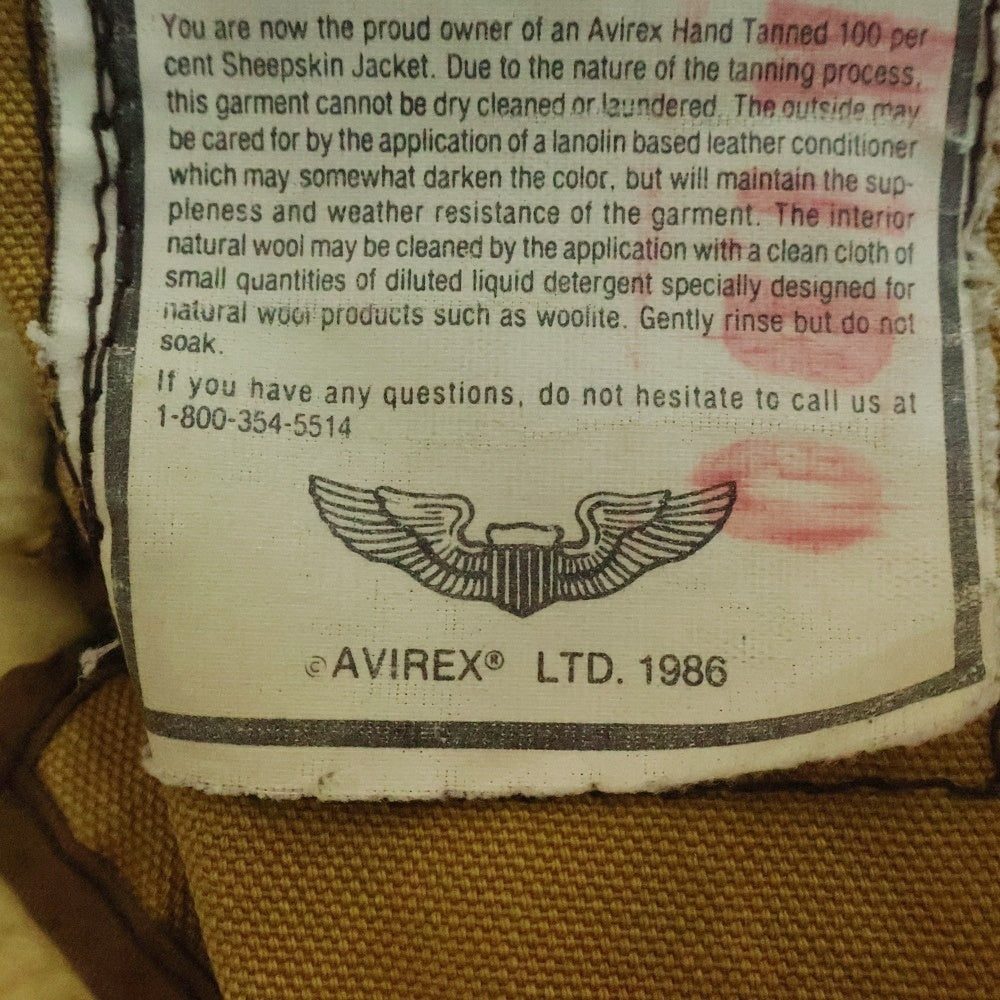 You are now the proud owner of an Avirex Hand Tanned 100 per
cent Sheepskin Jacket. Due to the nature of the tanning process,
this garment cannot be dry cleaned or laundered. The outside may
be cared for by the application of a lanolin based leather conditioner
which may somewhat darken the color, but will maintain the sup-
pleness and weather resistance of the garment. The interior
natural wool may be cleaned by the application with a clean cloth of
small quantities of diluted liquid detergent specially designed for
natural wool products such as woolite. Gently rinse but do not
soak.
If you have any questions, do not hesitate to call us at
1-800-354-5514
©AVIREX® LTD. 1986